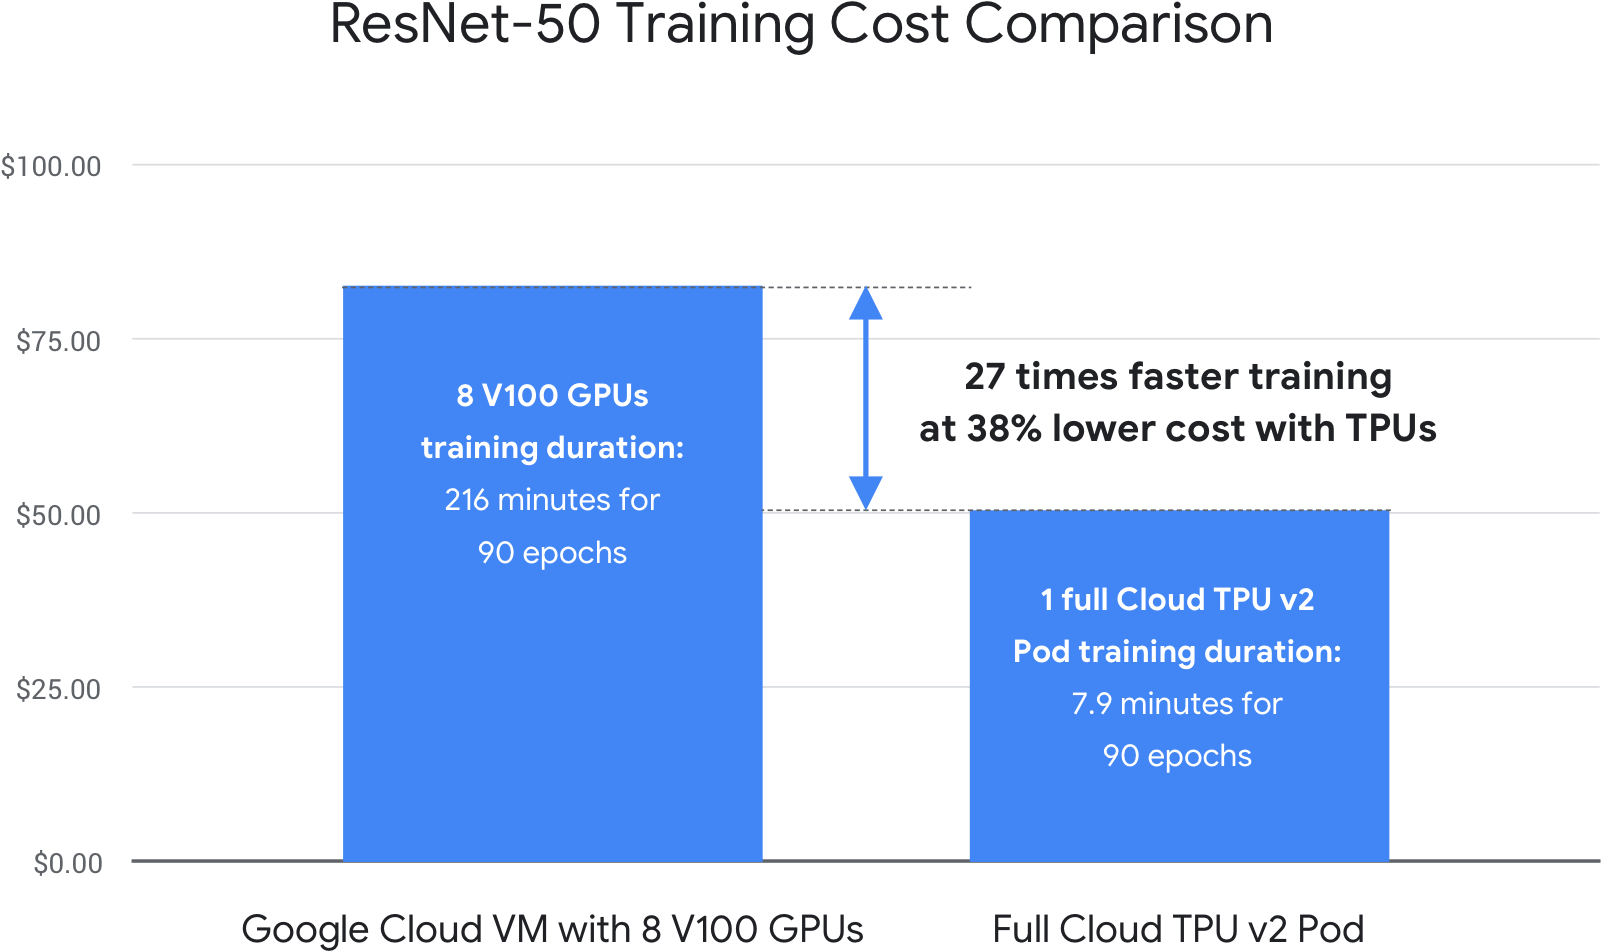 ResNet-50 Training Cost Comparison
$100.00
$75.00
$50.00
$25.00
$0.00
8 V100 GPUs
training duration:
216 minutes for
90 epochs
27 times faster training
at 38% lower cost with TPUs
1 full Cloud TPU v2
Pod training duration:
7.9 minutes for
90 epochs
Google Cloud VM with 8 V100 GPUs
Full Cloud TPU v2 Pod